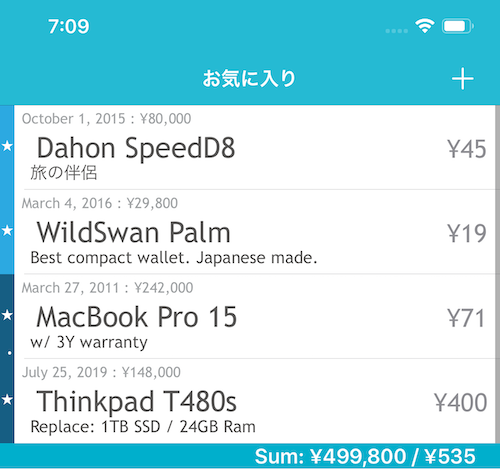 7:09
お気に入り
October 1, 2015 : ¥80,000
Dahon SpeedD8
¥45
旅の伴侶
March 4, 2016 : ¥29,800
WildSwan Palm
¥19
Best compact wallet. Japanese made.
March 27, 2011 : ¥242,000
MacBook Pro 15
¥71
w/ 3Y warranty
July 25, 2019 : ¥148,000
Thinkpad T480s
¥400
Replace: 1TB SSD / 24GB Ram
Sum: ¥499,800 / ¥535